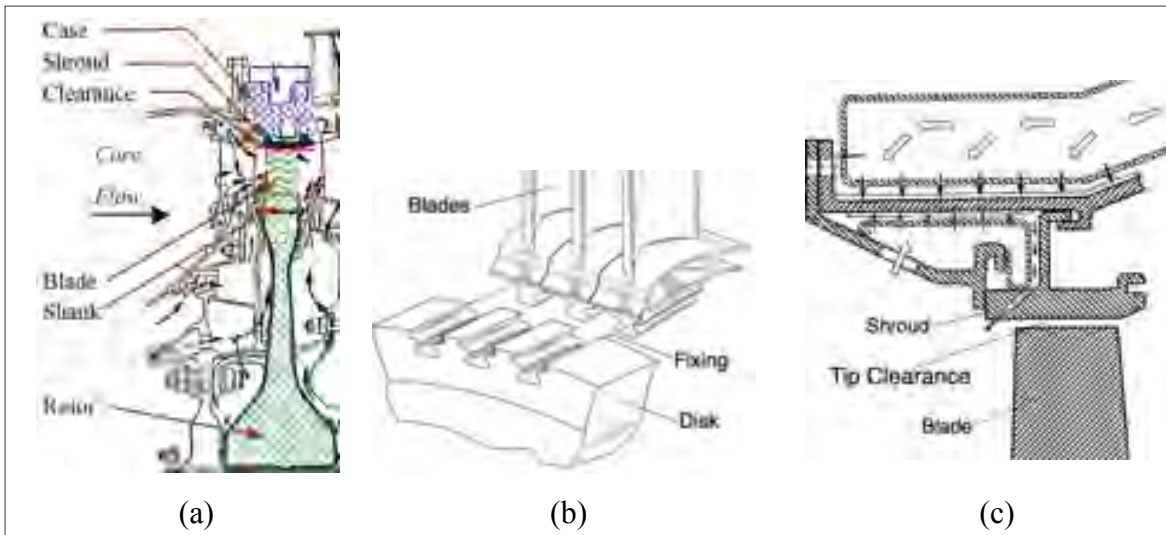 Case
Shroud
Clearance
Core
Flow
Blade
Shank
Rotor
(a)
Blades
Fixing
Disk
(b)
Shroud
Tip Clearance
Blade
(c)